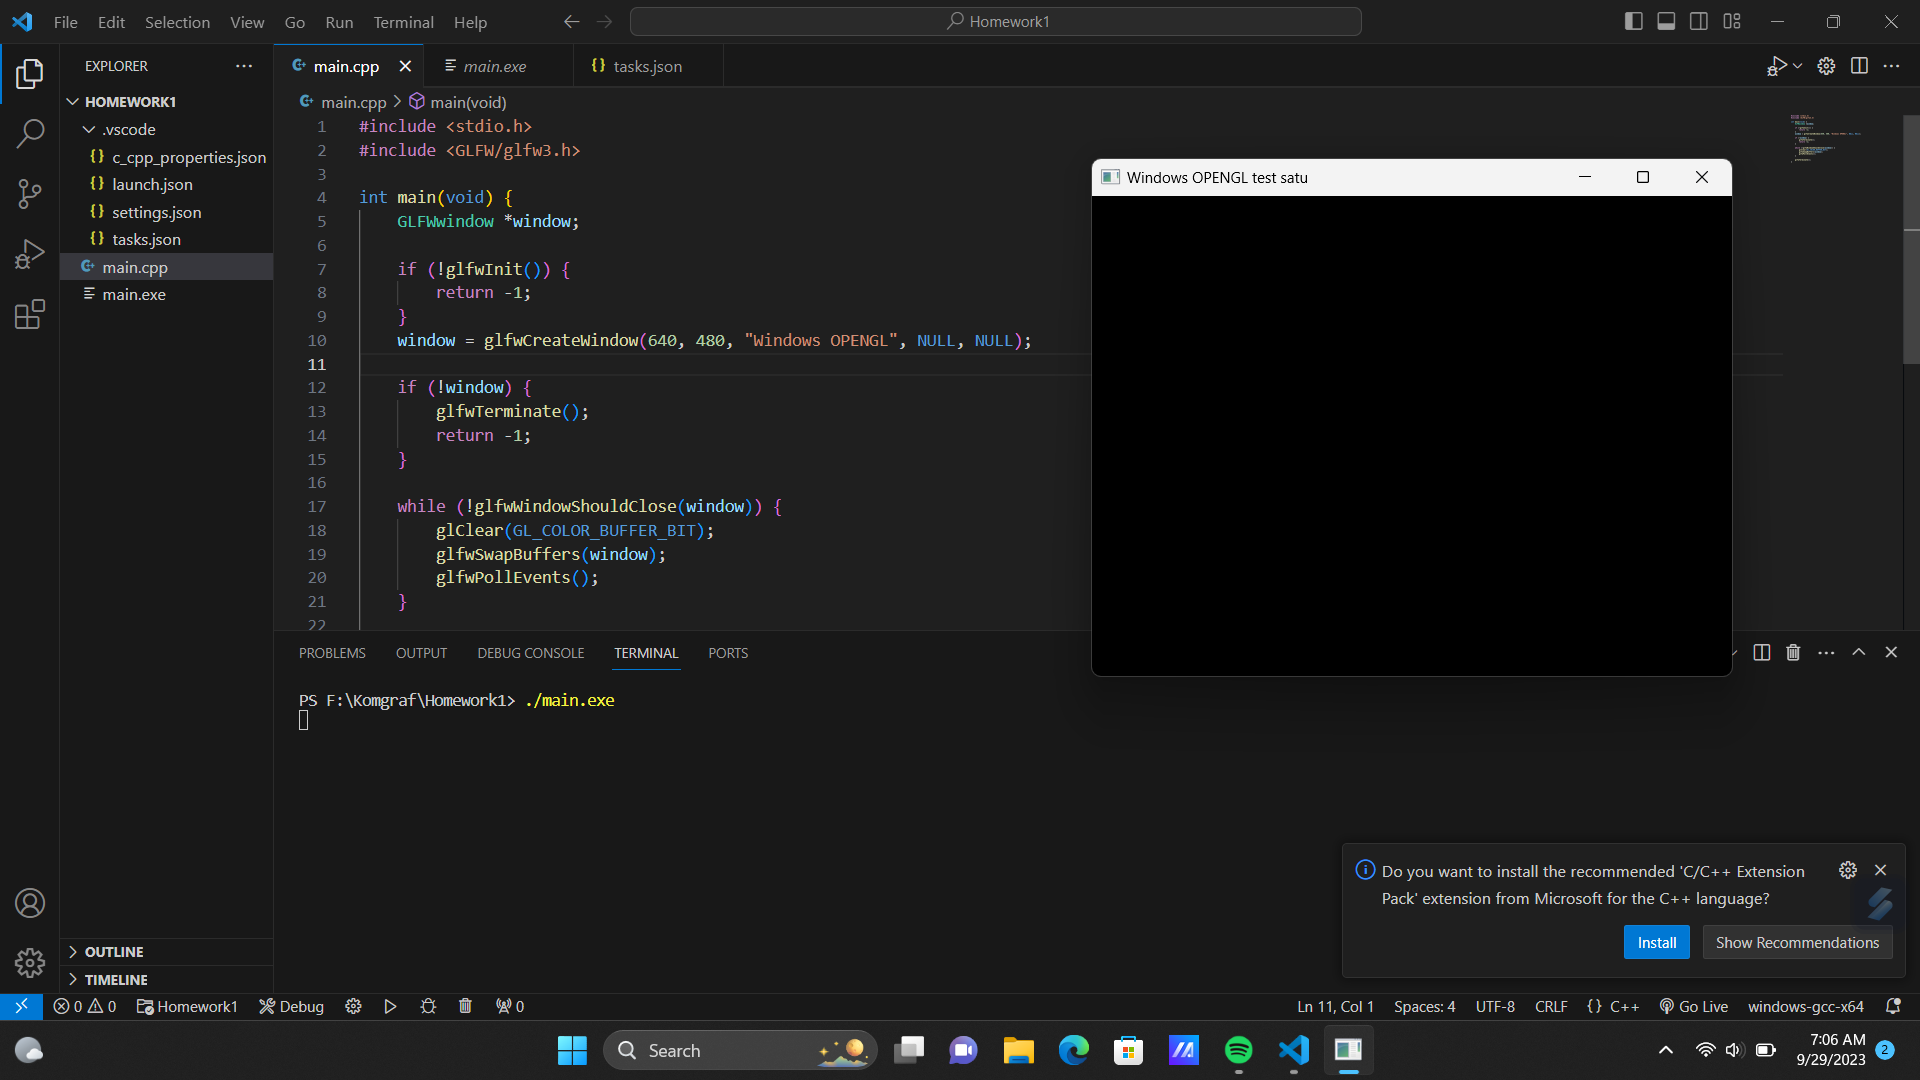 File Edit Selection View Go Run Terminal Help
Homework1
EXPLORER
HOMEWORK1
.vscode
c_cpp_properties.json
launch.json
settings.json
tasks.json
main.cpp
main.exe
OUTLINE
TIMELINE
main.cpp main.exe tasks.json
main.cpp > main(void)
1 #include <stdio.h>
2 #include <GLFW/glfw3.h>
3
4 int main(void) {
5 GLFWwindow *window;
6
7 if (!glfwInit()) {
8 return -1;
9 }
10 window = glfwCreateWindow(640, 480, "Windows OPENGL", NULL, NULL);
11
12 if (!window) {
13 glfwTerminate();
14 return -1;
15 }
16
17 while (!glfwWindowShouldClose(window)) {
18 glClear(GL_COLOR_BUFFER_BIT);
19 glfwSwapBuffers(window);
20 glfwPollEvents();
21 }
22
Windows OPENGL test satu
PROBLEMS OUTPUT DEBUG CONSOLE TERMINAL PORTS
PS F:\Komgraf\Homework1> ./main.exe
Do you want to install the recommended 'C/C++ Extension
Pack' extension from Microsoft for the C++ language?
Install Show Recommendations
0 0 Homework1 Debug 0
Ln 11, Col 1 Spaces: 4 UTF-8 CRLF {} C++ Go Live windows-gcc-x64
Search
7:06 AM
9/29/2023
2